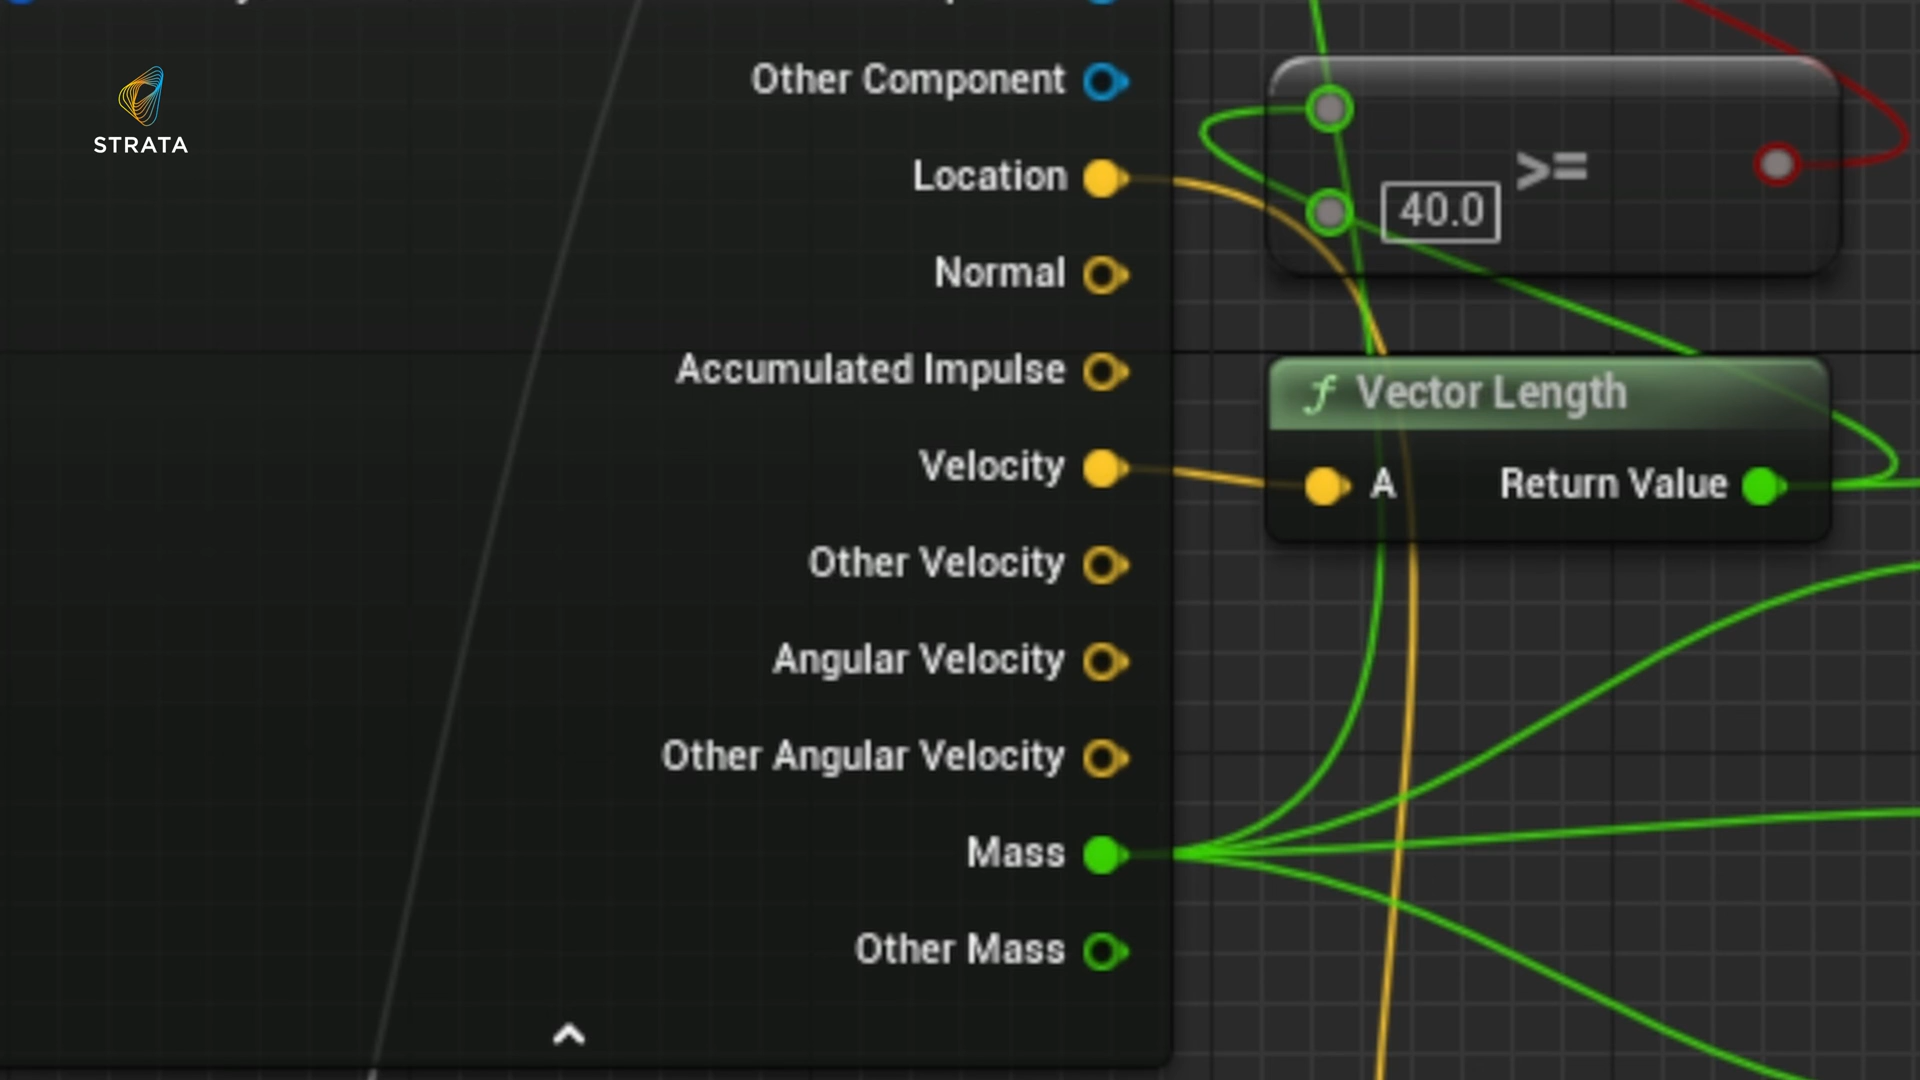 Other Component
STRATA
Location
>=
40.0
Normal
Accumulated Impulse
f Vector Length
Velocity
A Return Value
Other Velocity
Angular Velocity
Other Angular Velocity
Mass
Other Mass